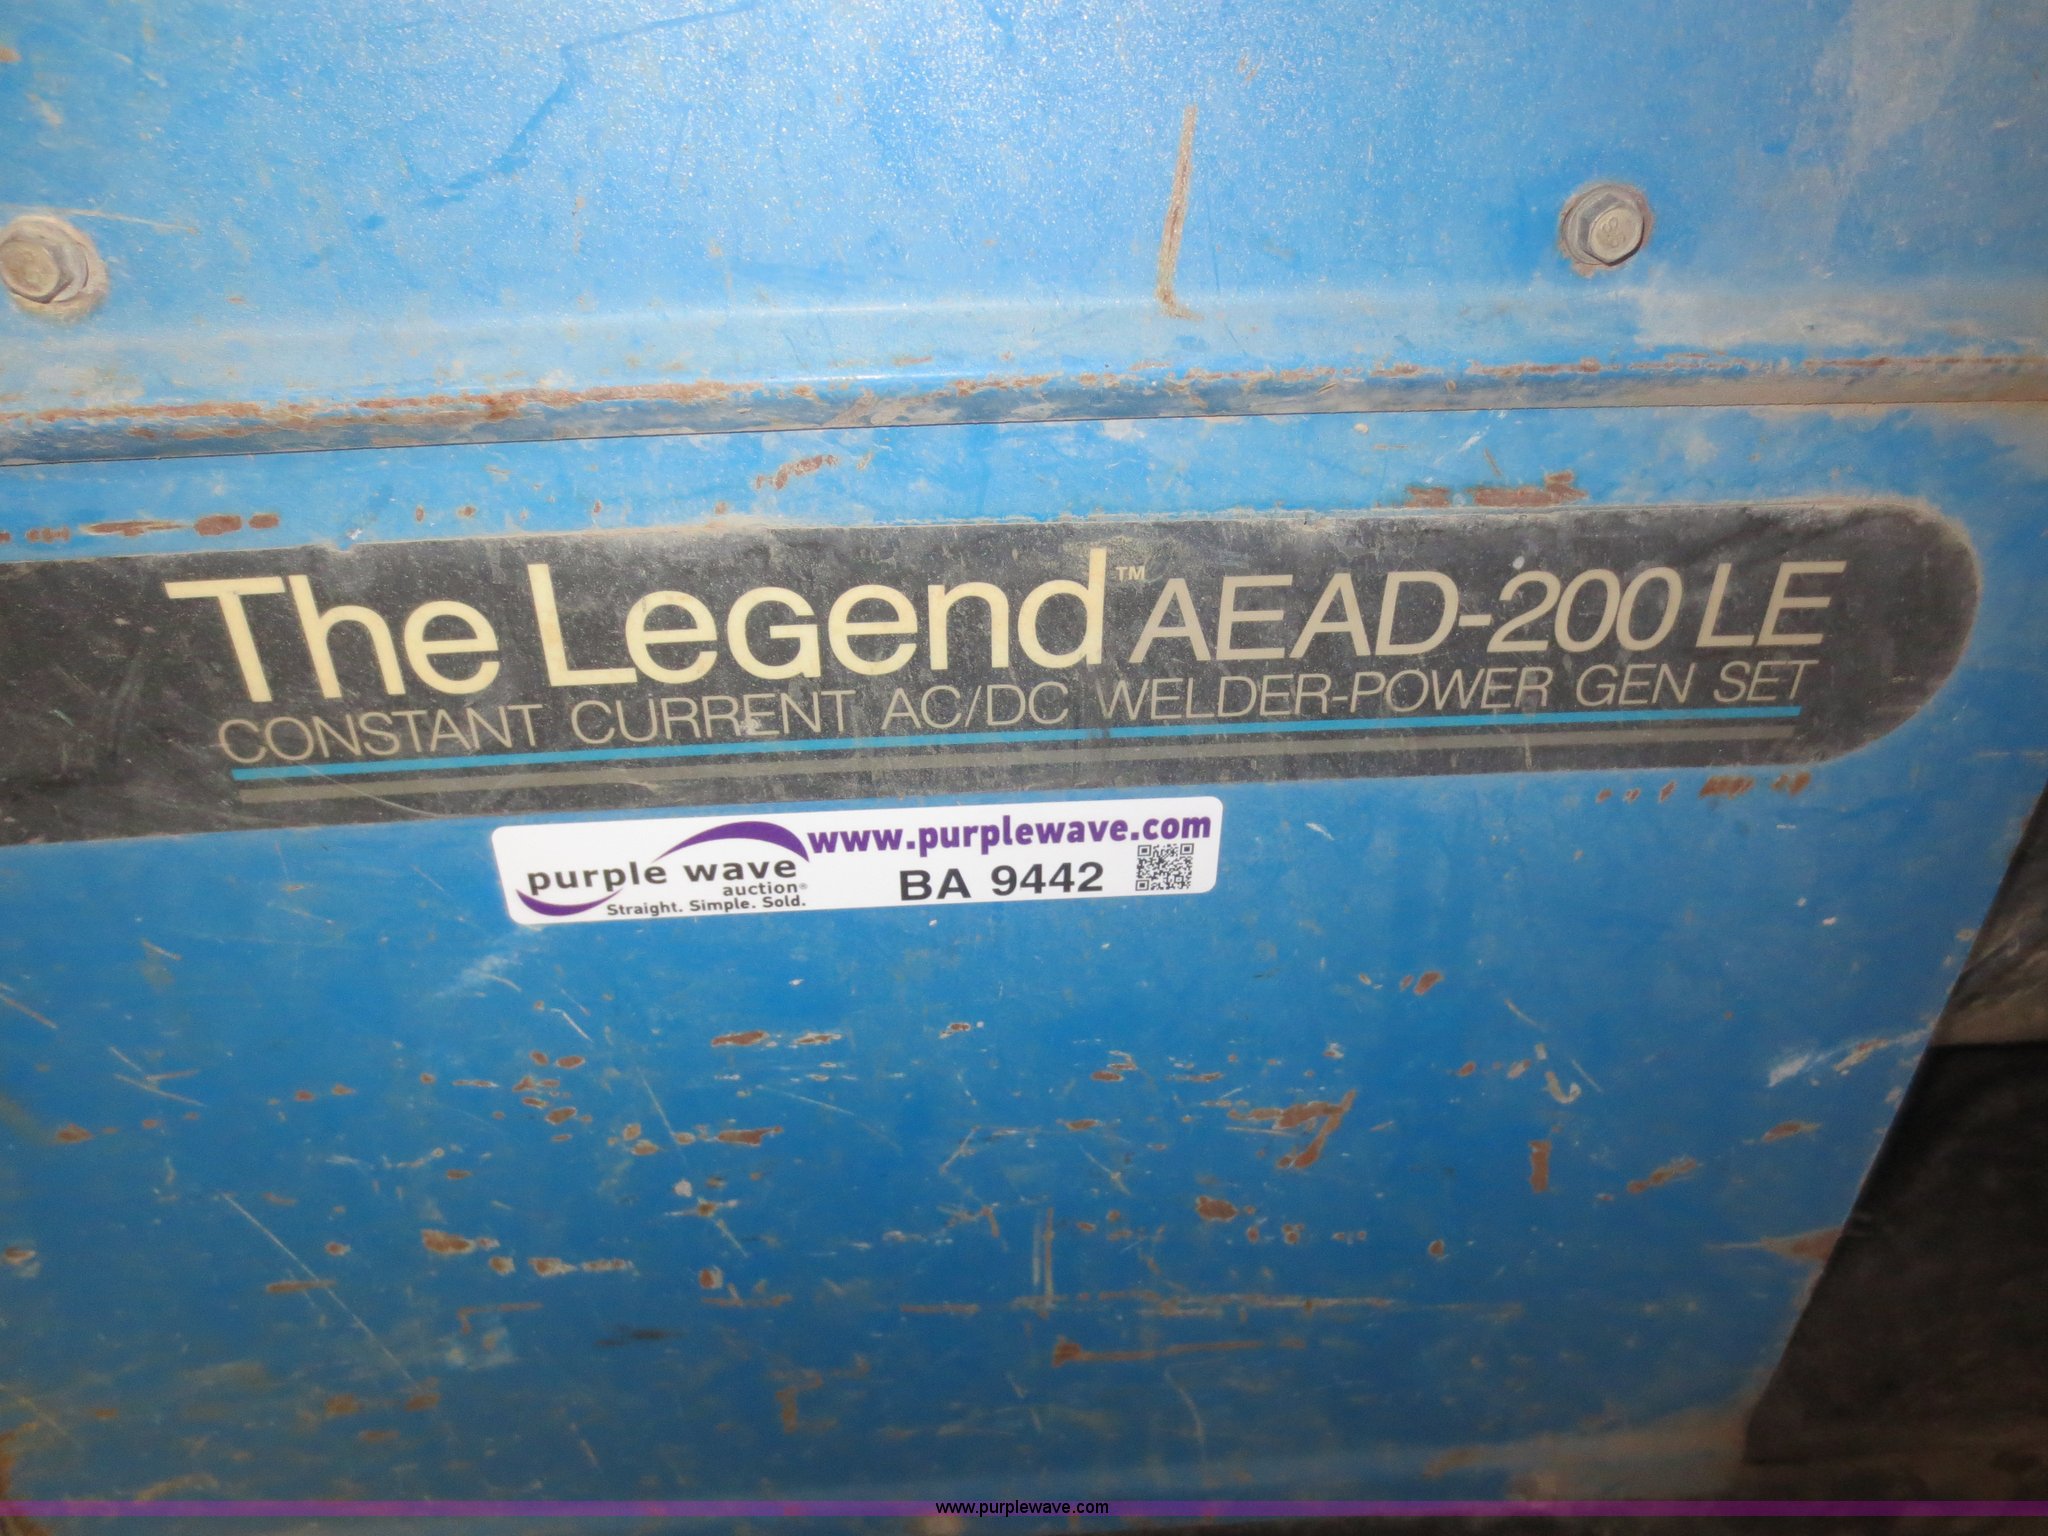 The Legend™ AEAD-200 LE
CONSTANT CURRENT AC/DC WELDER-POWER GEN SET
www.purplewave.com
purple wave
auction®
BA 9442
Straight. Simple. Sold.
www.purplewave.com